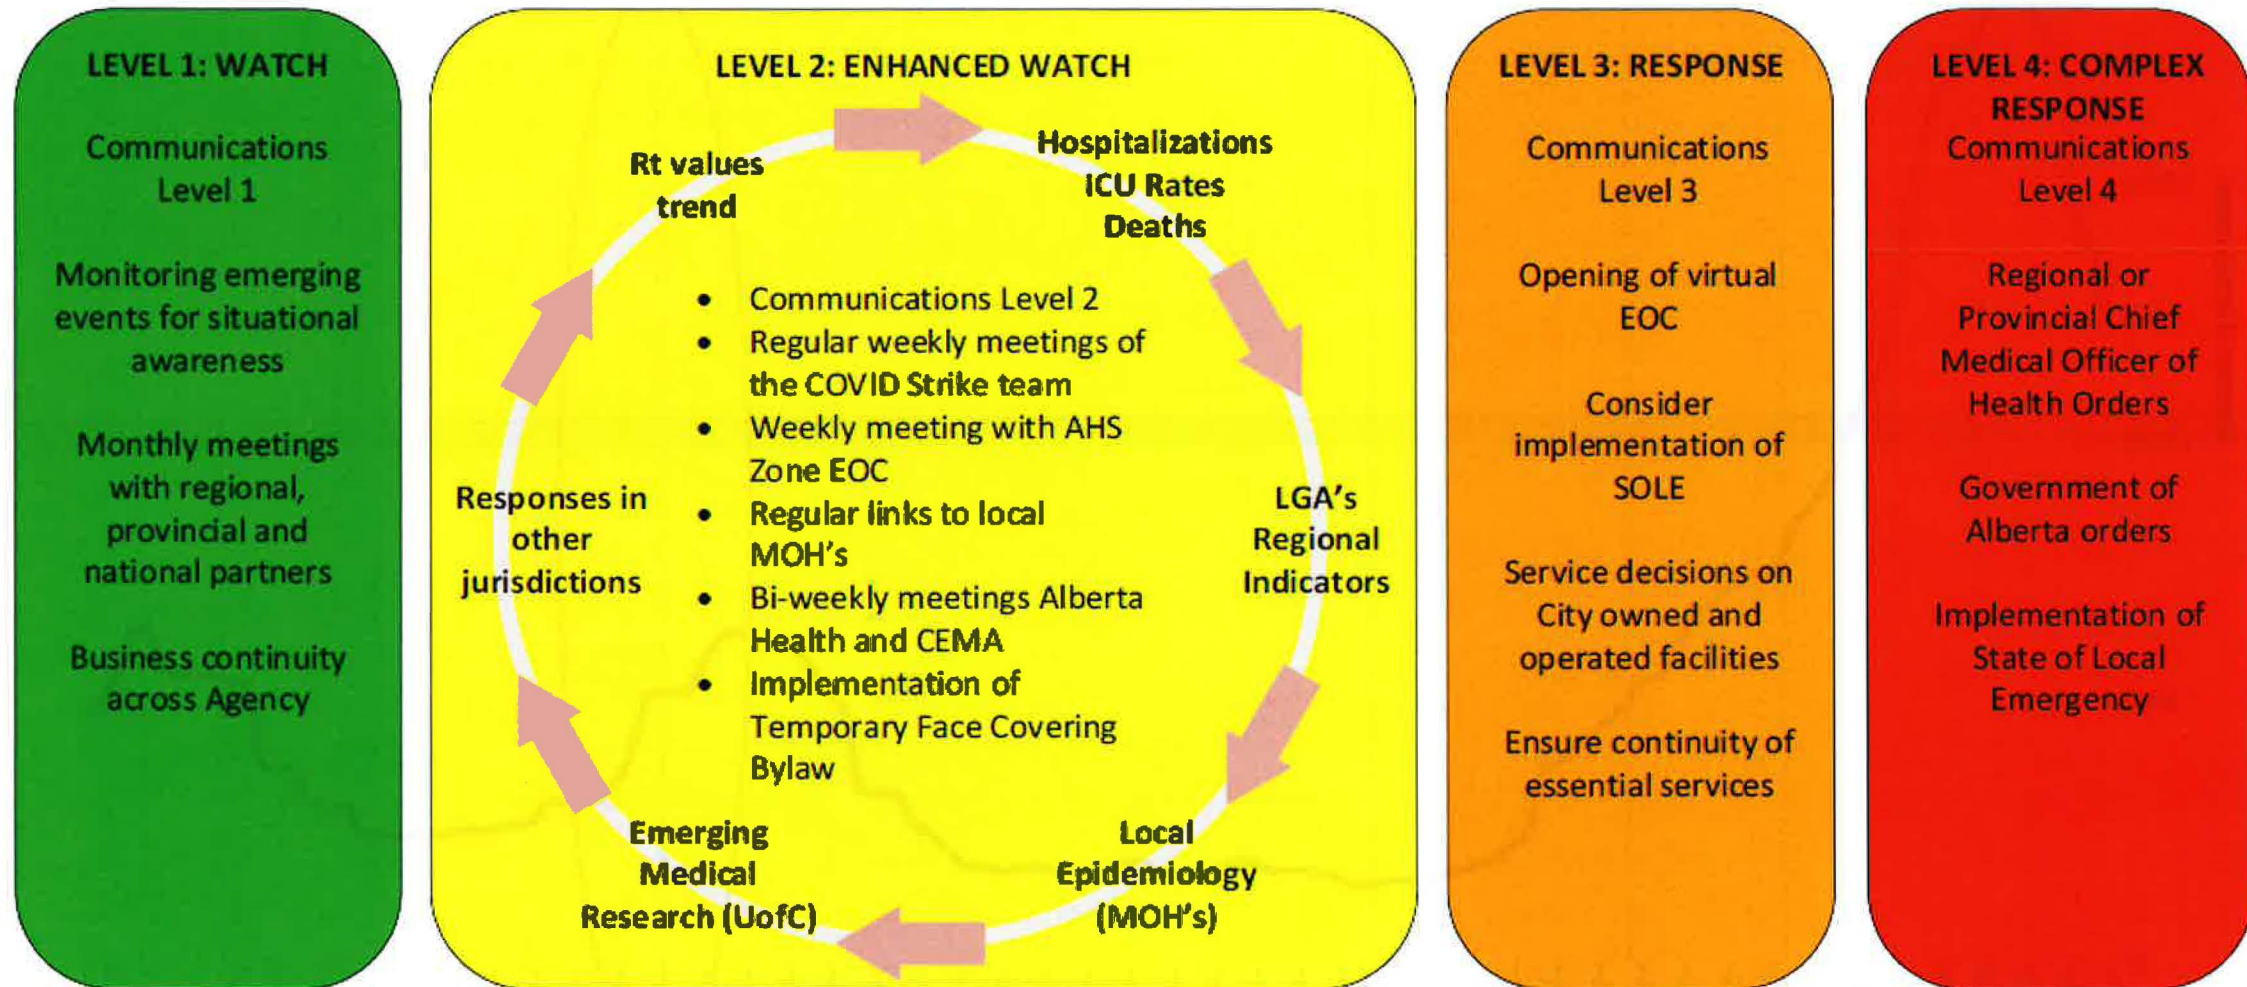 LEVEL 1: WATCH
Communications
Level 1
Monitoring emerging
events for situational
awareness
Monthly meetings
with regional,
provincial and
national partners
Business continuity
across Agency
LEVEL 2: ENHANCED WATCH
Rt values
trend
Hospitalizations
ICU Rates
Deaths
LGA's
Regional
Indicators
Local
Epidemiology
(MOH's)
Emerging
Medical
Research (UofC)
Responses in
other
jurisdictions
• Communications Level 2
• Regular weekly meetings of
the COVID Strike team
• Weekly meeting with AHS
Zone EOC
• Regular links to local
MOH's
• Bi-weekly meetings Alberta
Health and CEMA
• Implementation of
Temporary Face Covering
Bylaw
LEVEL 3: RESPONSE
Communications
Level 3
Opening of virtual
EOC
Consider
implementation of
SOLE
Service decisions on
City owned and
operated facilities
Ensure continuity of
essential services
LEVEL 4: COMPLEX
RESPONSE
Communications
Level 4
Regional or
Provincial Chief
Medical Officer of
Health Orders
Government of
Alberta orders
Implementation of
State of Local
Emergency